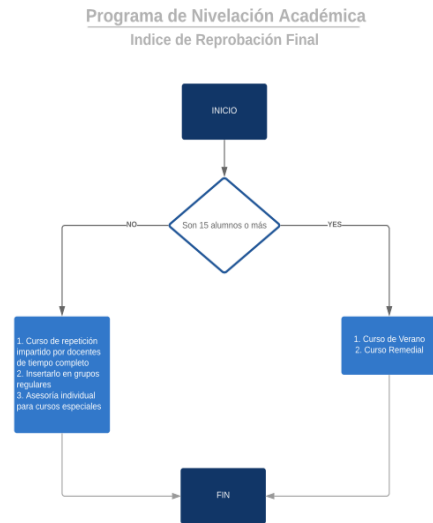 Programa de Nivelación Académica
Indice de Reprobación Final
INICIO
Son 15 alumnos o más
NO
YES
1. Curso de repetición
impartido por docentes
de tiempo completo
2. Insertarlo en grupos
regulares
3. Asesoría individual
para cursos especiales
1. Curso de Verano
2. Curso Remedial
FIN